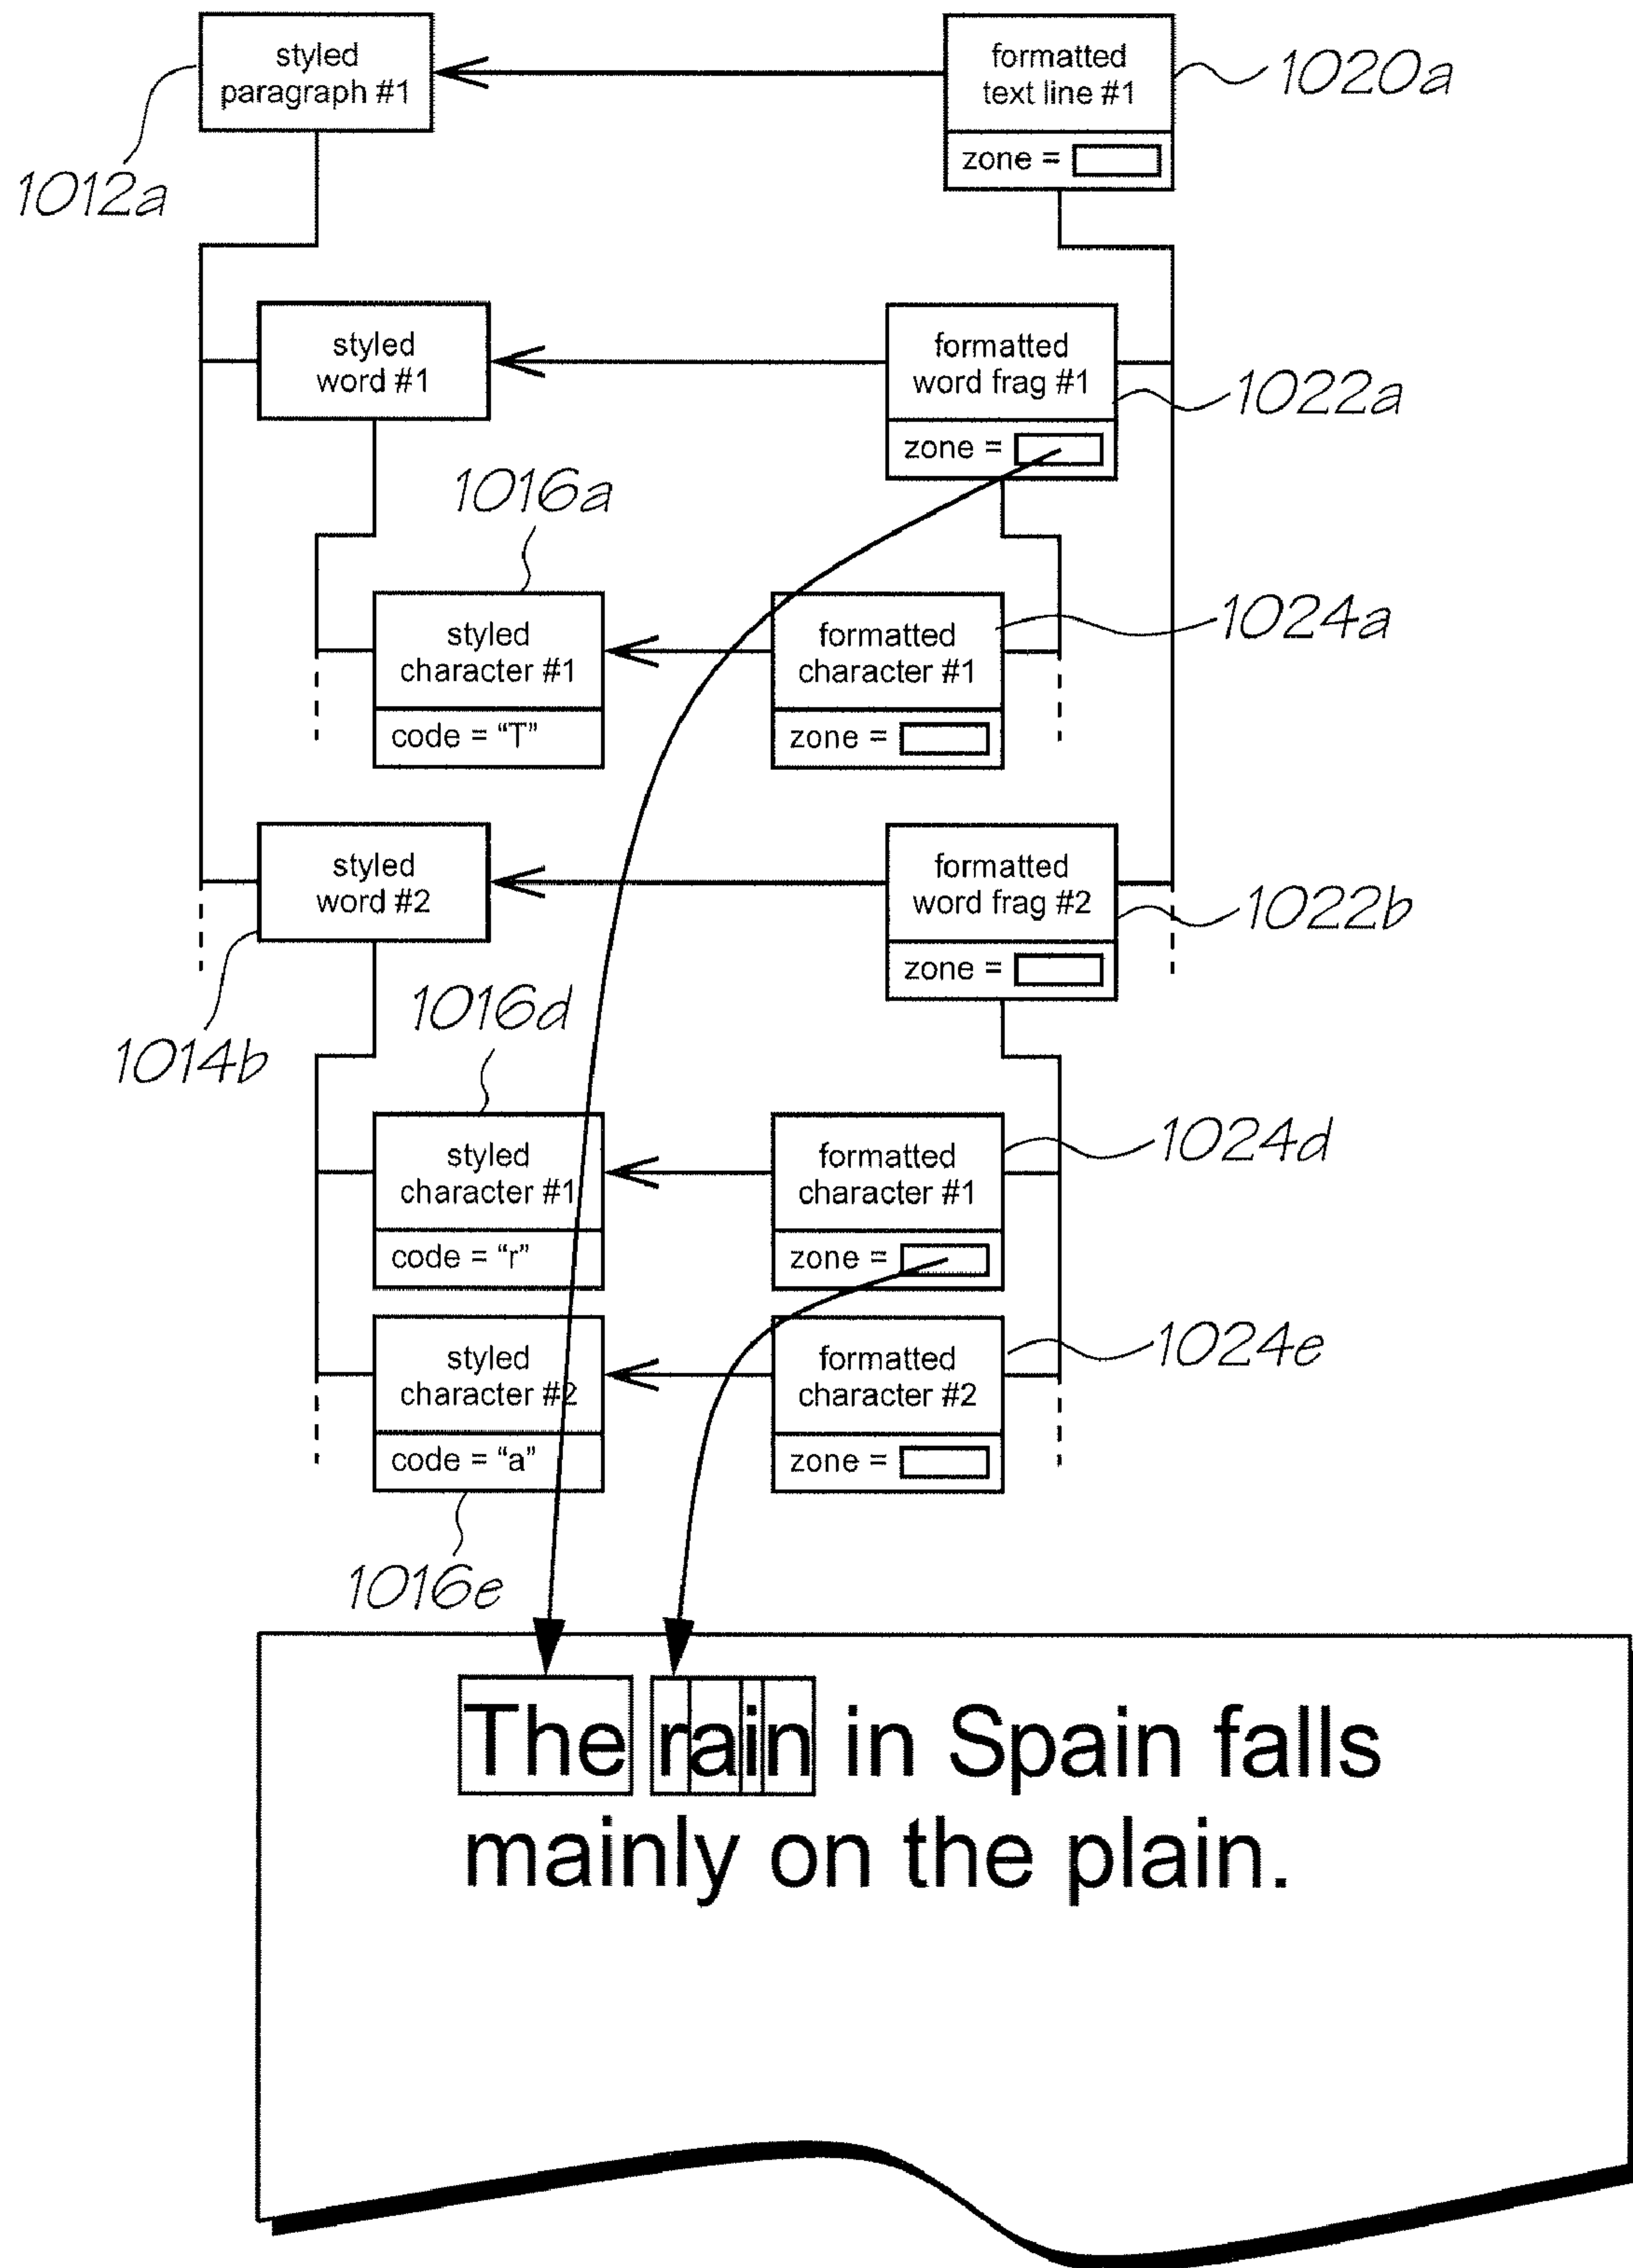 styled
paragraph #1
formatted
text line #1
zone =
1020a
1012a
styled
word #1
formatted
word frag #1
zone =
1022a
1016a
styled
character #1
code = “T”
formatted
character #1
zone =
1024a
styled
word #2
formatted
word frag #2
zone =
1022b
1014b
1016d
styled
character #1
code = “r”
formatted
character #1
zone =
1024d
styled
character #2
code = “a”
formatted
character #2
zone =
1024e
1016e
The rain in Spain falls
mainly on the plain.